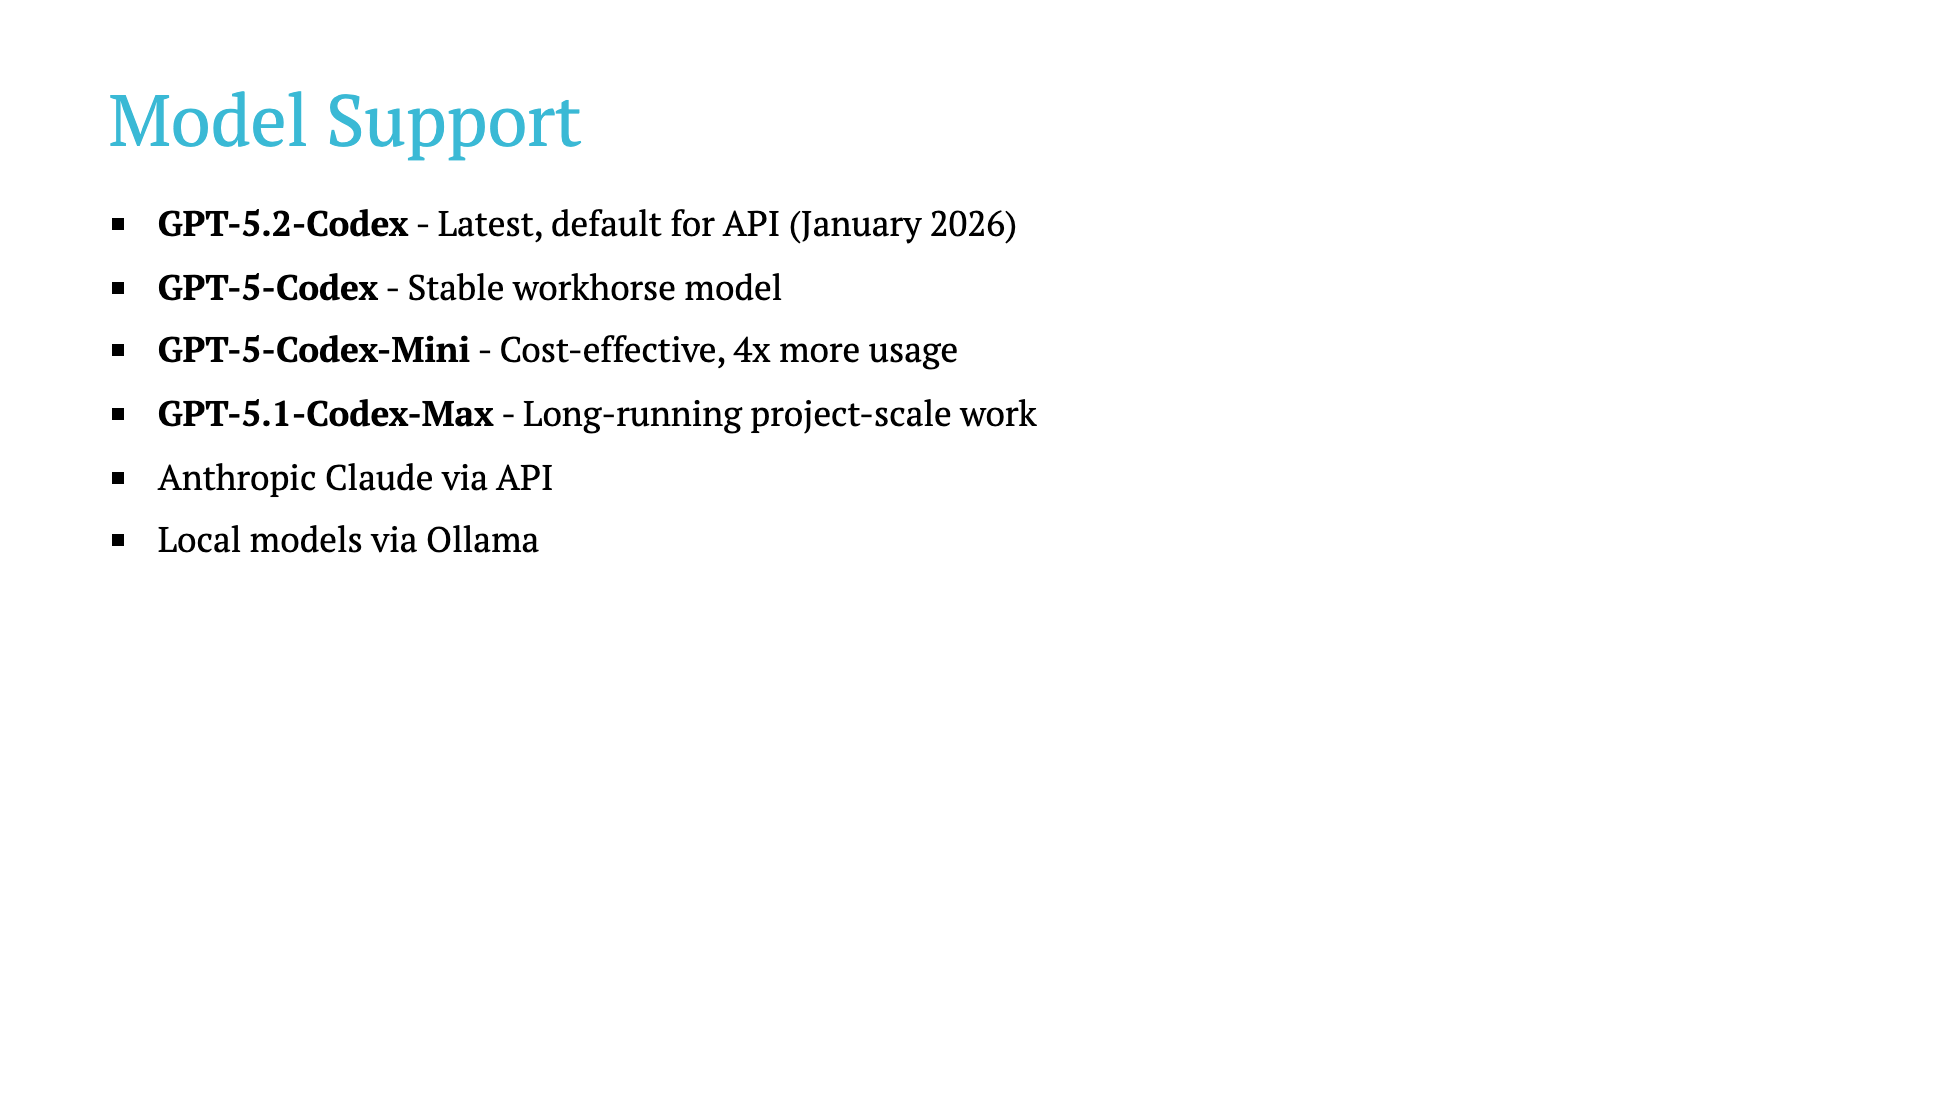 Model Support
▪ GPT-5.2-Codex - Latest, default for API (January 2026)
▪ GPT-5-Codex - Stable workhorse model
▪ GPT-5-Codex-Mini - Cost-effective, 4x more usage
▪ GPT-5.1-Codex-Max - Long-running project-scale work
▪ Anthropic Claude via API
▪ Local models via Ollama